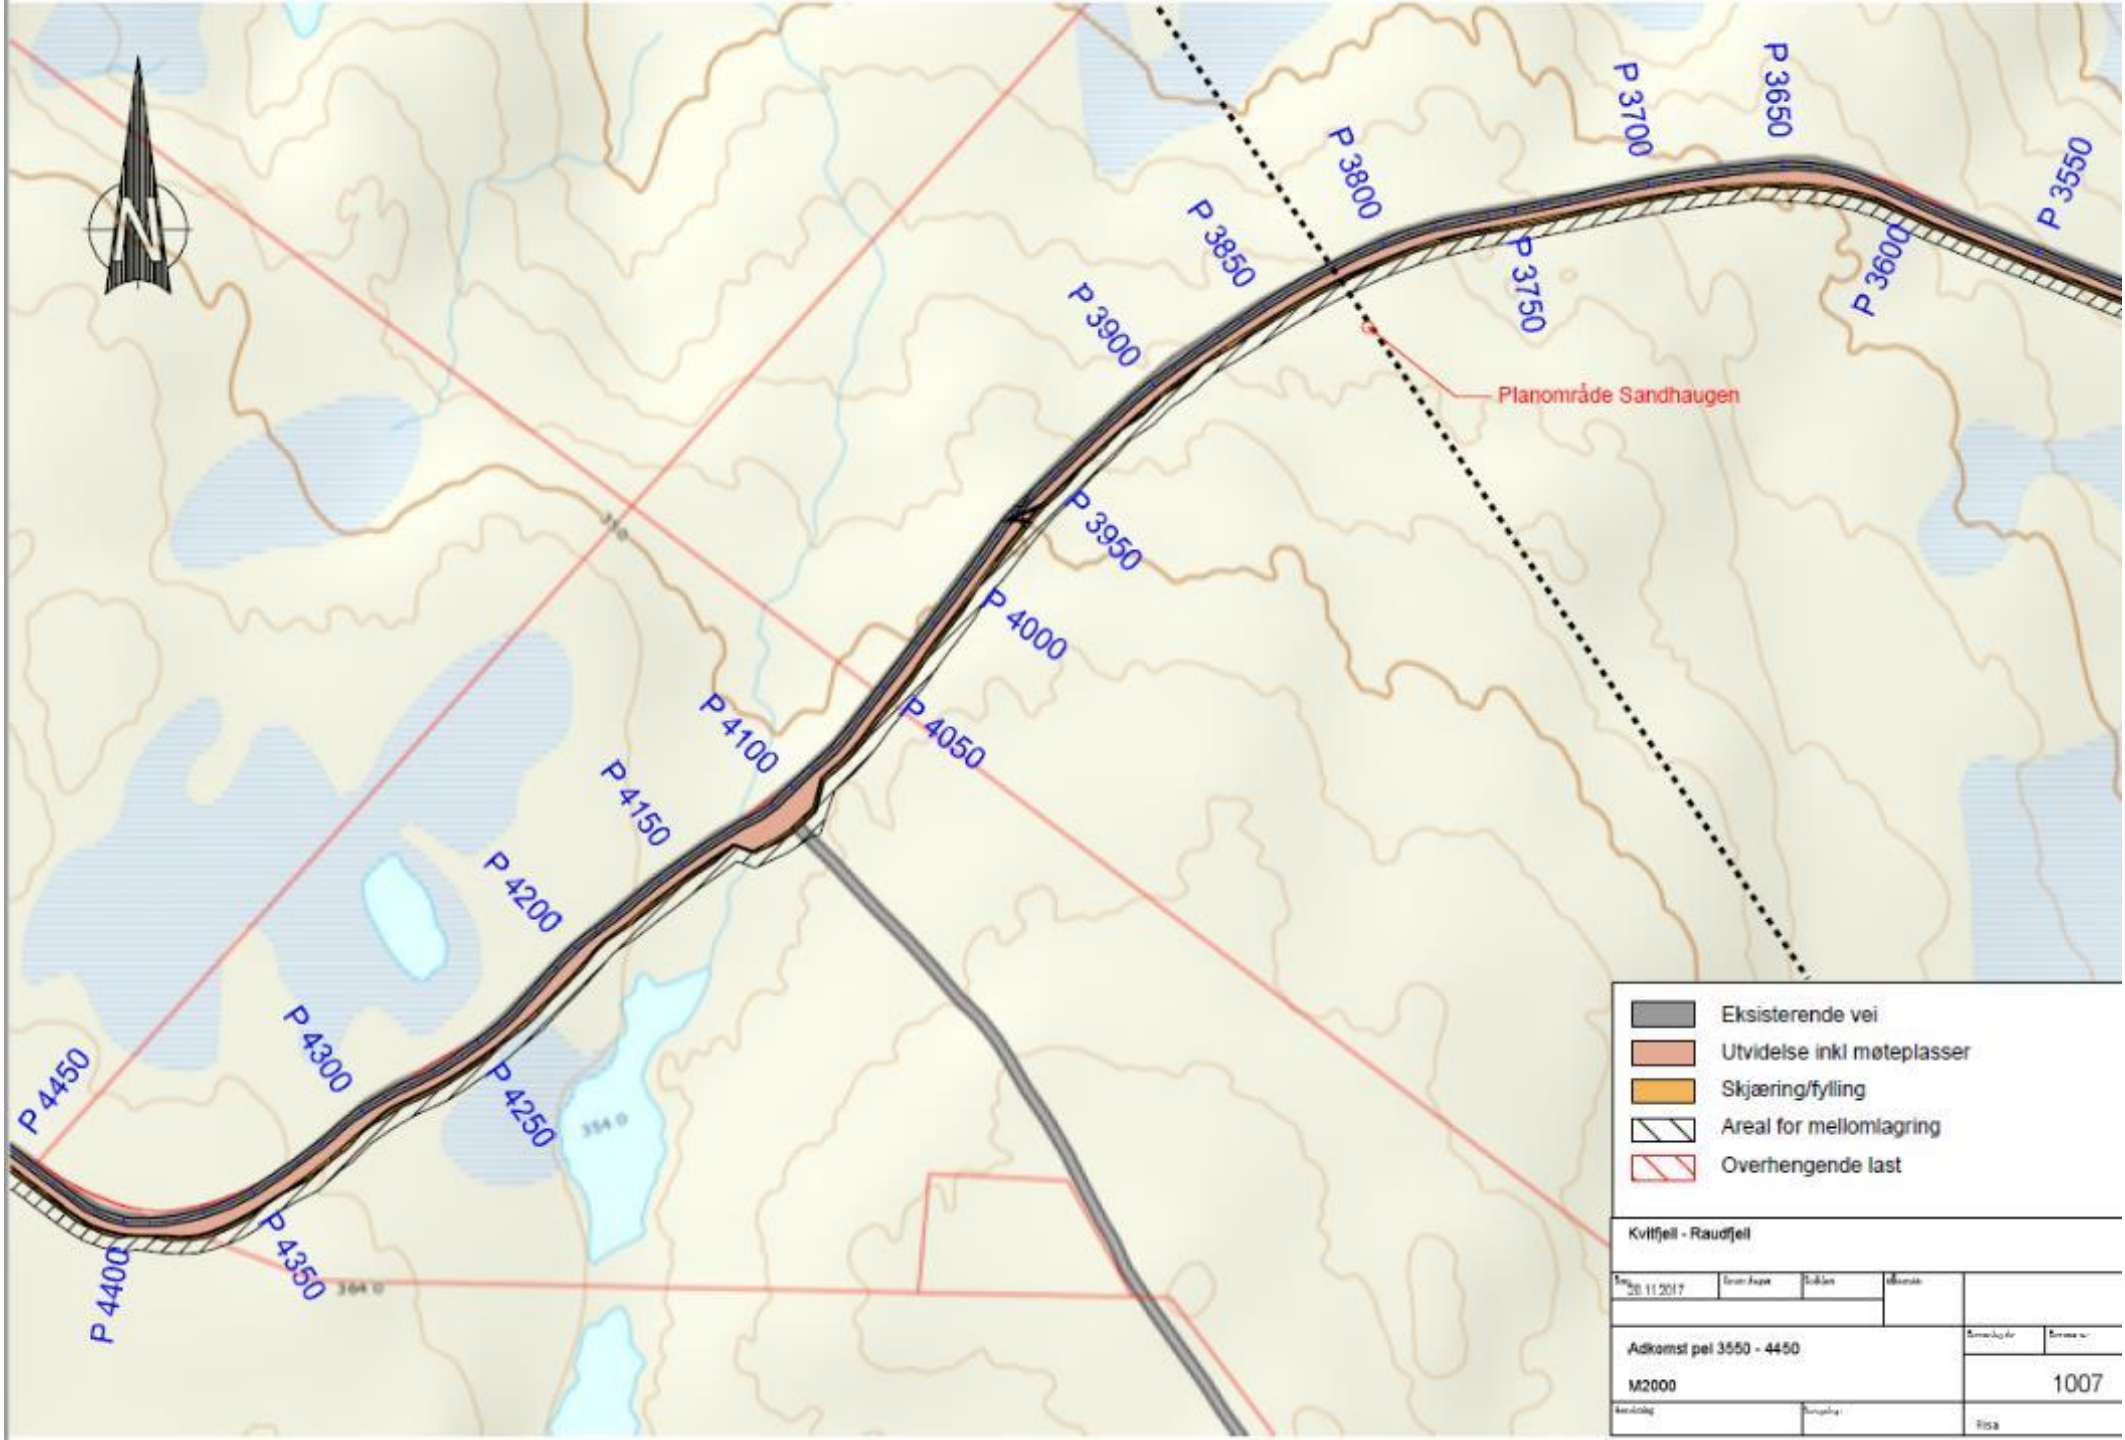 N
P 3700
P 3650
P 3800
P 3550
P 3850
P 3900
P 3750
P 3600
Planområde Sandhaugen
P 3950
P 4000
P 4050
P 4100
P 4150
P 4200
P 4300
P 4250
P 4450
354.0
P 4350
P 4400
384.0
Eksisterende vei
Utvidelse inkl møteplasser
Skjæring/fylling
Areal for mellomlagring
Overhengende last
Kvitfjell - Raudfjell
20.11.2017
Adkomst pel 3550 - 4450
M2000
1007